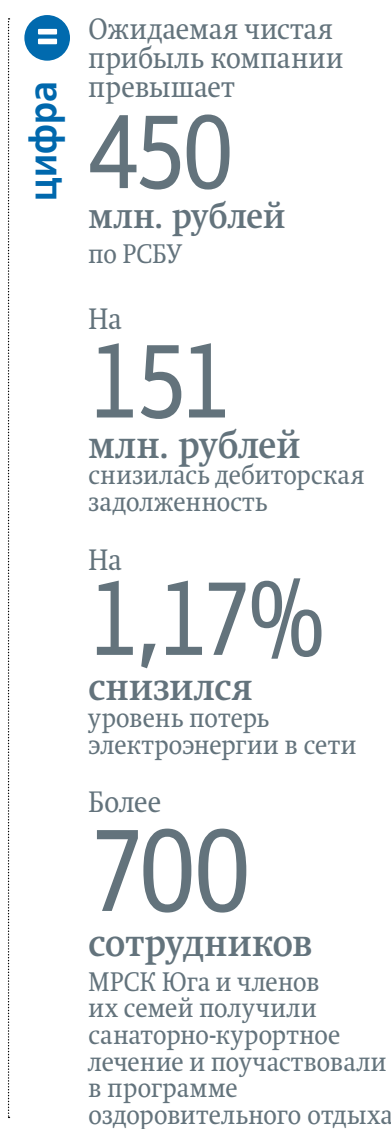 цифра
Ожидаемая чистая
прибыль компании
превышает
450
млн. рублей
по РСБУ
На
151
млн. рублей
снизилась дебиторская
задолженность
На
1,17%
снизился
уровень потерь
электроэнергии в сети
Более
700
сотрудников
МРСК Юга и членов
их семей получили
санаторно-курортное
лечение и поучаствовали
в программе
оздоровительного отдыха